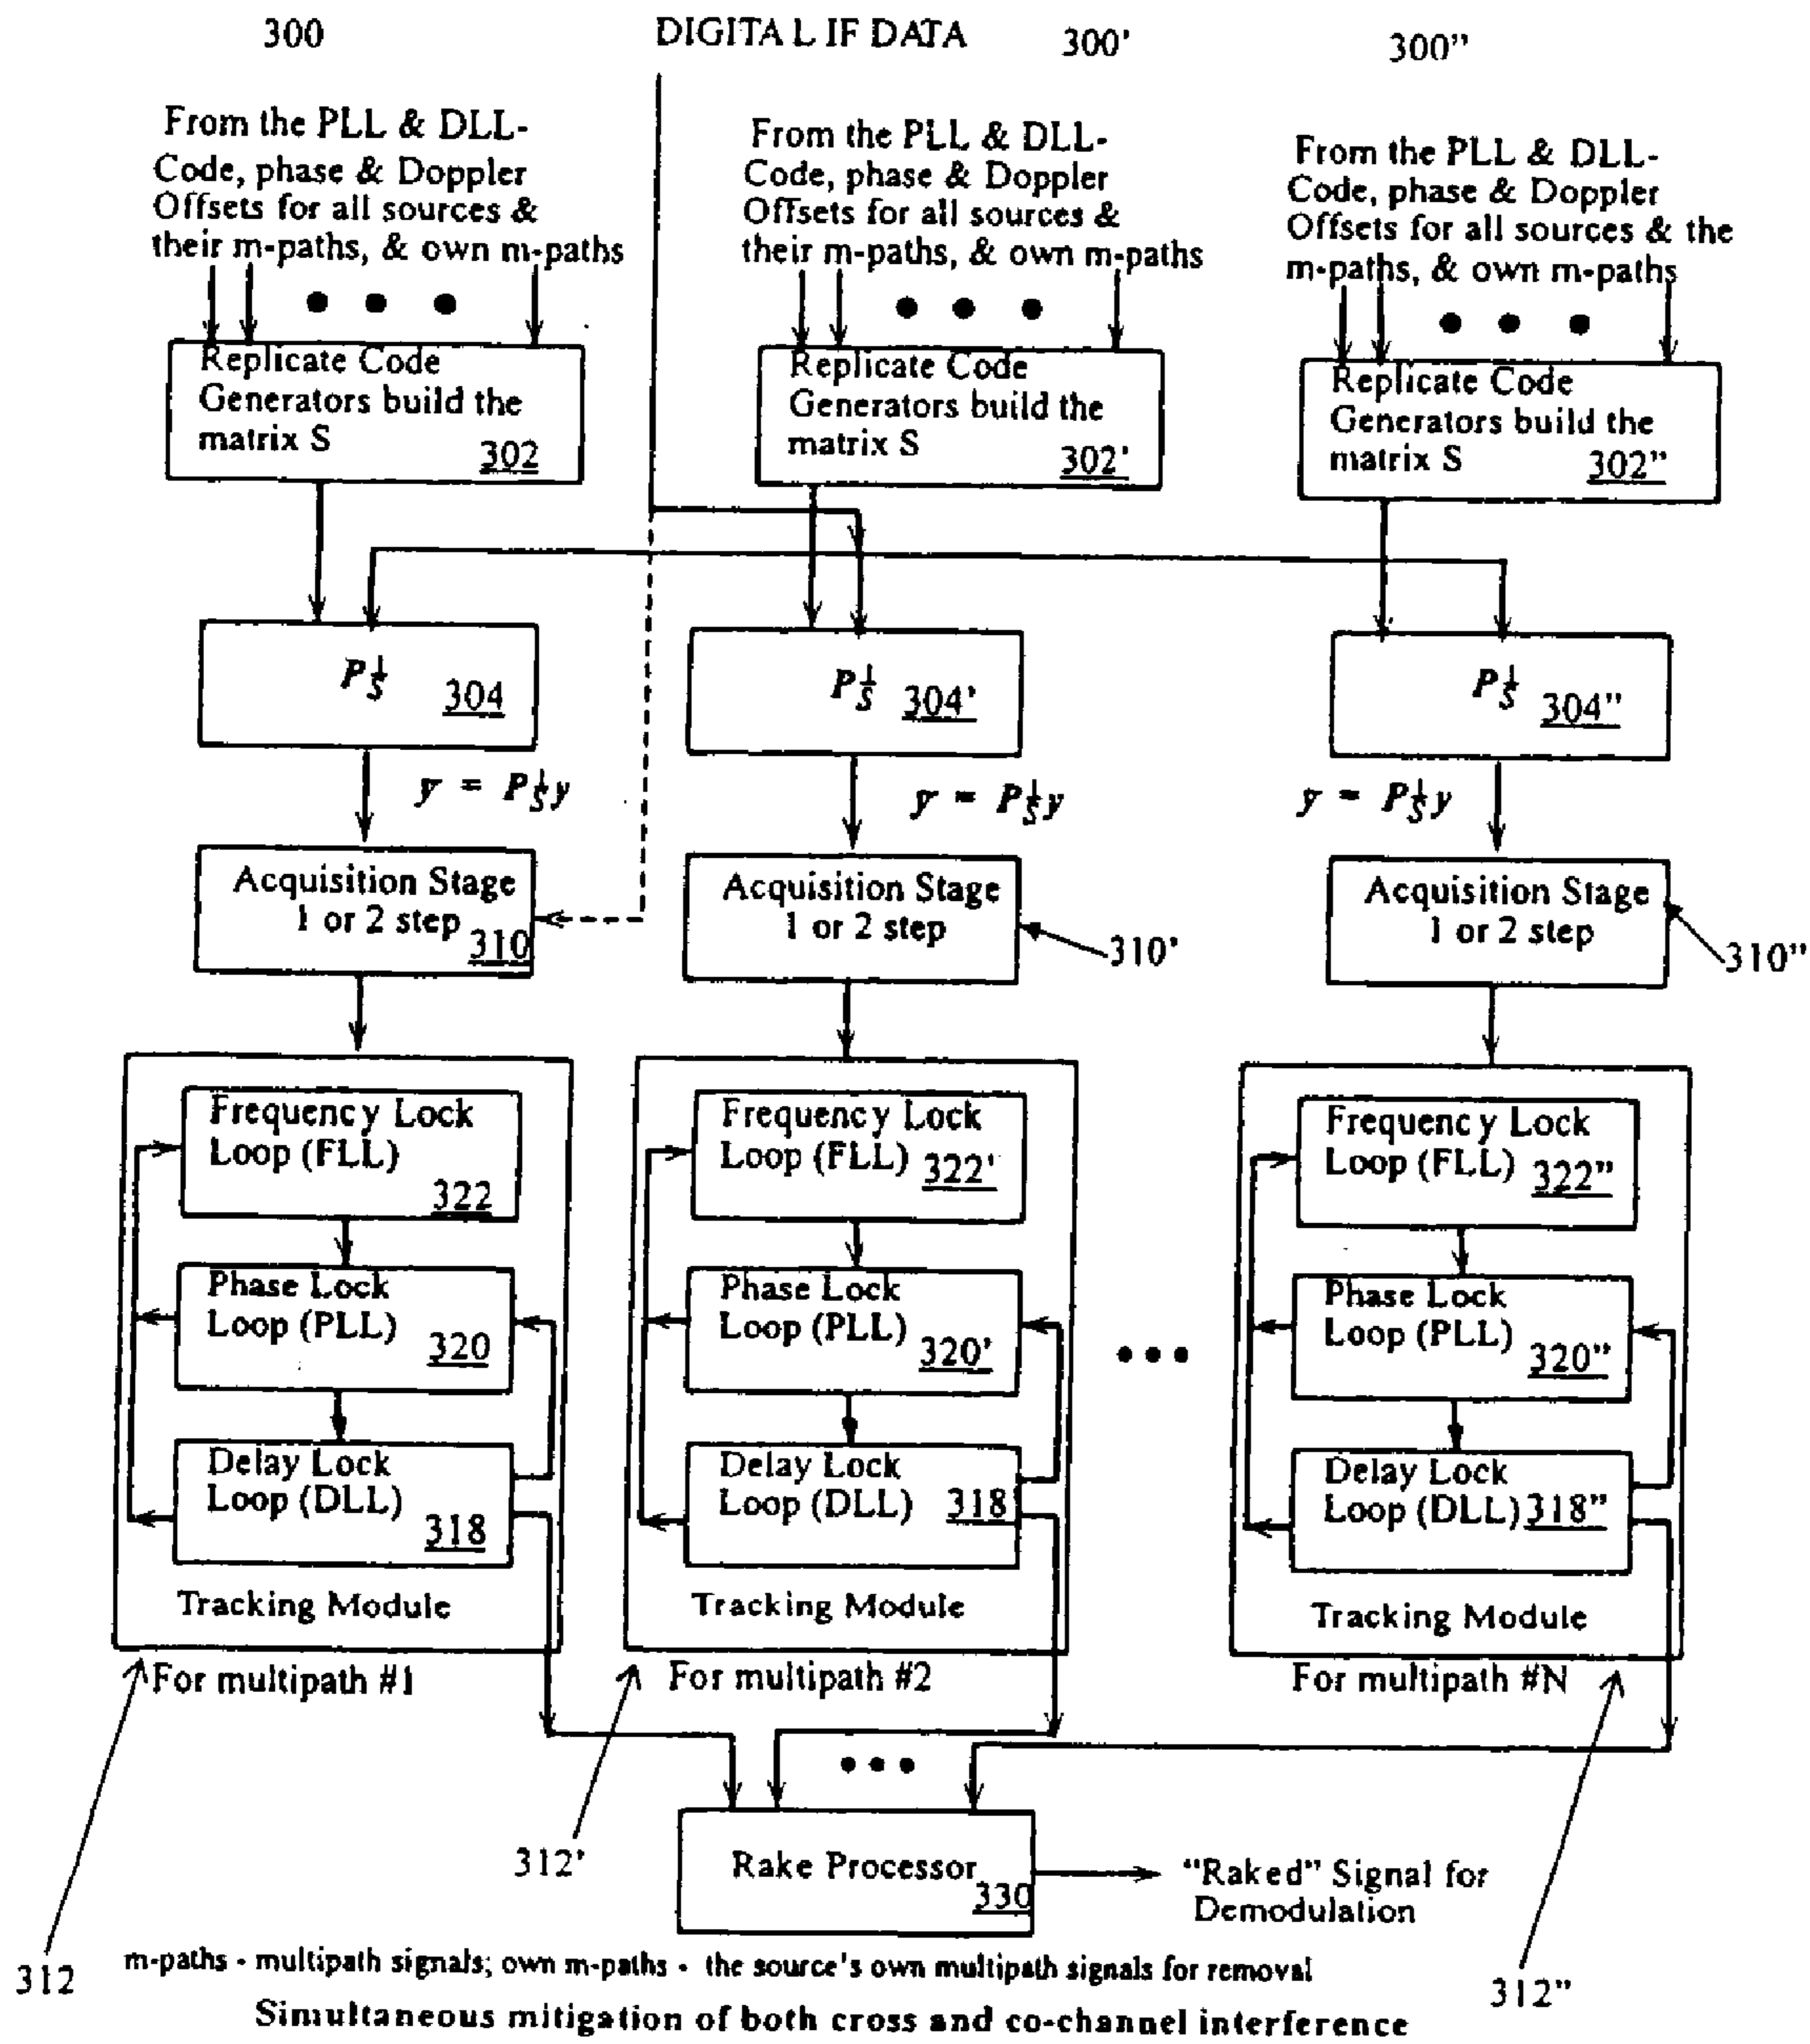 300
DIGITAL IF DATA
300'
300"
From the PLL & DLL-
Code, phase & Doppler
Offsets for all sources &
their m-paths, & own m-paths
From the PLL & DLL-
Code, phase & Doppler
Offsets for all sources &
their m-paths, & own m-paths
From the PLL & DLL-
Code, phase & Doppler
Offsets for all sources & the
m-paths, & own m-paths
Replicate Code
Generators build the
matrix S
302
Replicate Code
Generators build the
matrix S
302'
Replicate Code
Generators build the
matrix S
302"
P⊥S
304
P⊥S
304'
P⊥S
304"
y = P⊥S y
y = P⊥S y
y = P⊥S y
Acquisition Stage
1 or 2 step
310
Acquisition Stage
1 or 2 step
310'
Acquisition Stage
1 or 2 step
310"
Frequency Lock
Loop (FLL)
322
Phase Lock
Loop (PLL)
320
Delay Lock
Loop (DLL)
318
Tracking Module
For multipath #1
Frequency Lock
Loop (FLL) 322'
Phase Lock
Loop (PLL)
320'
Delay Lock
Loop (DLL) 318'
Tracking Module
For multipath #2
• • •
Frequency Lock
Loop (FLL) 322"
Phase Lock
Loop (PLL)
320"
Delay Lock
Loop (DLL) 318"
Tracking Module
For multipath #N
• • •
312
312'
312"
Rake Processor
330
"Raked" Signal for
Demodulation
m-paths - multipath signals; own m-paths - the source's own multipath signals for removal
Simultaneous mitigation of both cross and co-channel interference